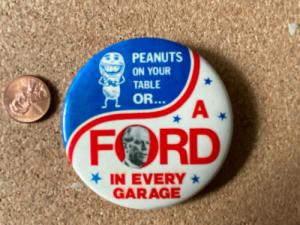 PEANUTS
ON YOUR
TABLE
OR...
A
FORD
IN EVERY
GARAGE